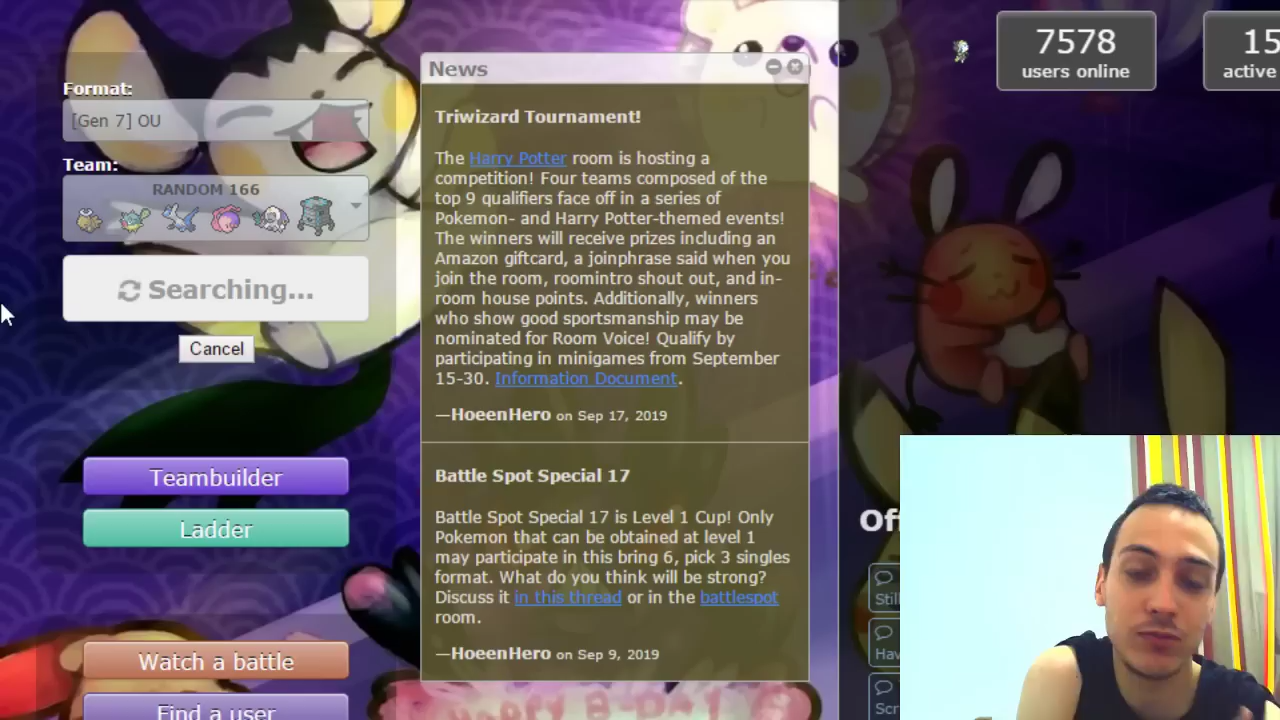 Format:
[Gen 7] OU
Team:
RANDOM 166
Searching...
Cancel
Teambuilder
Ladder
Watch a battle
Find a user
News
Triwizard Tournament!
The Harry Potter room is hosting a
competition! Four teams composed of the
top 9 qualifiers face off in a series of
Pokemon- and Harry Potter-themed events!
The winners will receive prizes including an
Amazon giftcard, a joinphrase said when you
join the room, roomintro shout out, and in-
room house points. Additionally, winners
who show good sportsmanship may be
nominated for Room Voice! Qualify by
participating in minigames from September
15-30. Information Document.
—HoeenHero on Sep 17, 2019
Battle Spot Special 17
Battle Spot Special 17 is Level 1 Cup! Only
Pokemon that can be obtained at level 1
may participate in this bring 6, pick 3 singles
format. What do you think will be strong?
Discuss it in this thread or in the battlespot
room.
—HoeenHero on Sep 9, 2019
7578
users online
15
active
Off
Still
Hav
Scr